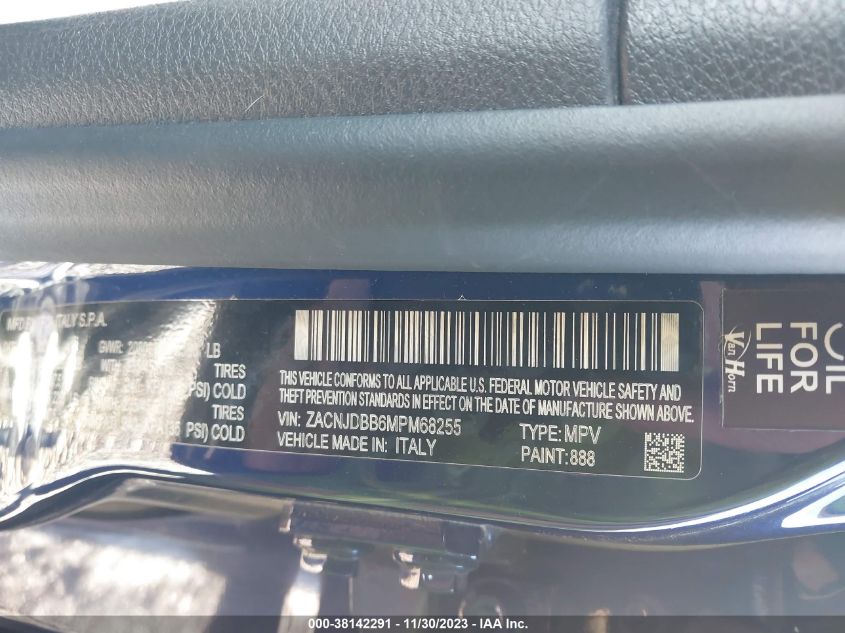 ITALY S.P.A.
GVWR:
LB
TIRES
PSI) COLD
TIRES
PSI) COLD
THIS VEHICLE CONFORMS TO ALL APPLICABLE U.S. FEDERAL MOTOR VEHICLE SAFETY AND
THEFT PREVENTION STANDARDS IN EFFECT ON THE DATE OF MANUFACTURE SHOWN ABOVE.
VIN: ZACNJDBB6MPM68255 TYPE: MPV
VEHICLE MADE IN: ITALY PAINT: 888
Van Horn
OIL
FOR
LIFE
000-38142291 - 11/30/2023 - IAA Inc.